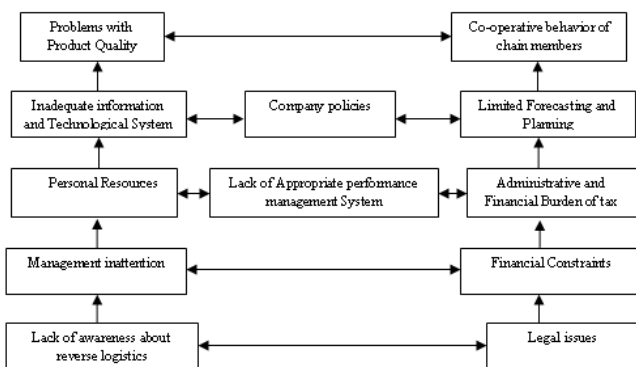 Problems with
Product Quality
Co-operative behavior of
chain members
Inadequate information
and Technological System
Company policies
Limited Forecasting and
Planning
Personal Resources
Lack of Appropriate performance
management System
Administrative and
Financial Burden of tax
Management inattention
Financial Constraints
Lack of awareness about
reverse logistics
Legal issues